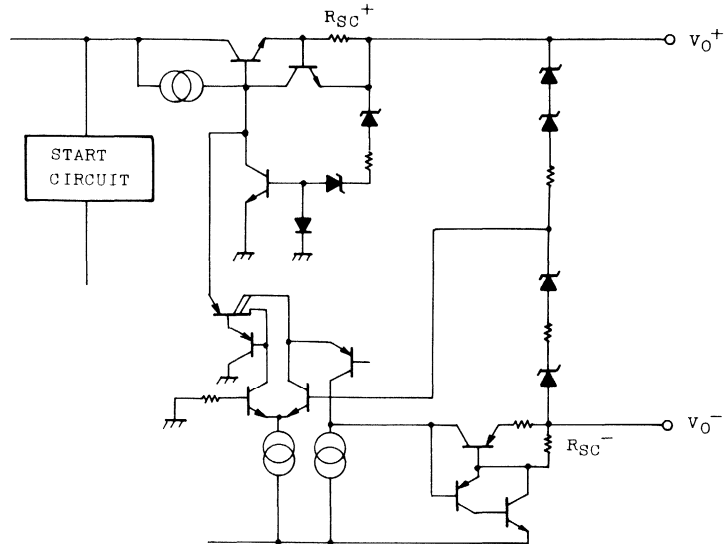 RSC+
VO+
START
CIRCUIT
VO-
RSC-